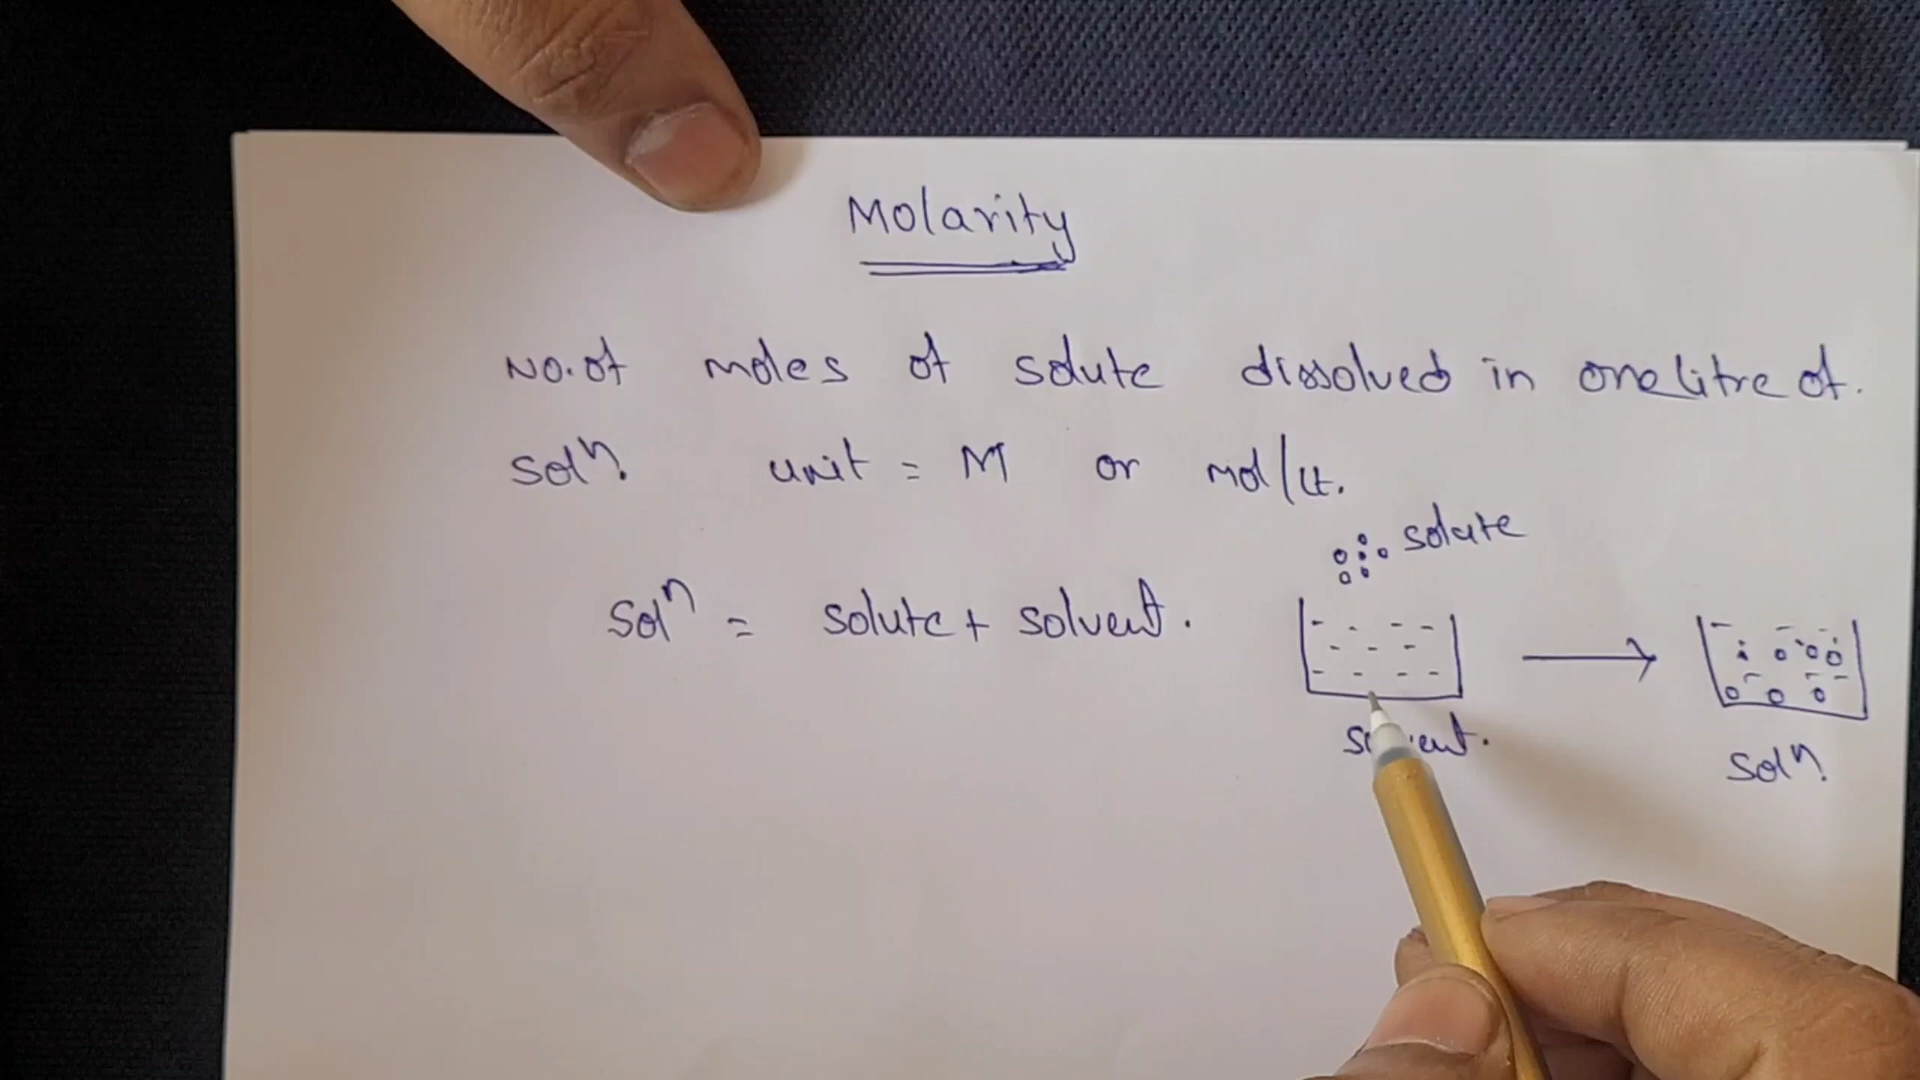 Molarity
No. of moles of solute dissolved in one litre of.
Solⁿ. unit = M or mol/lt.
solute
Solⁿ = solute + solvent.
Solⁿ.